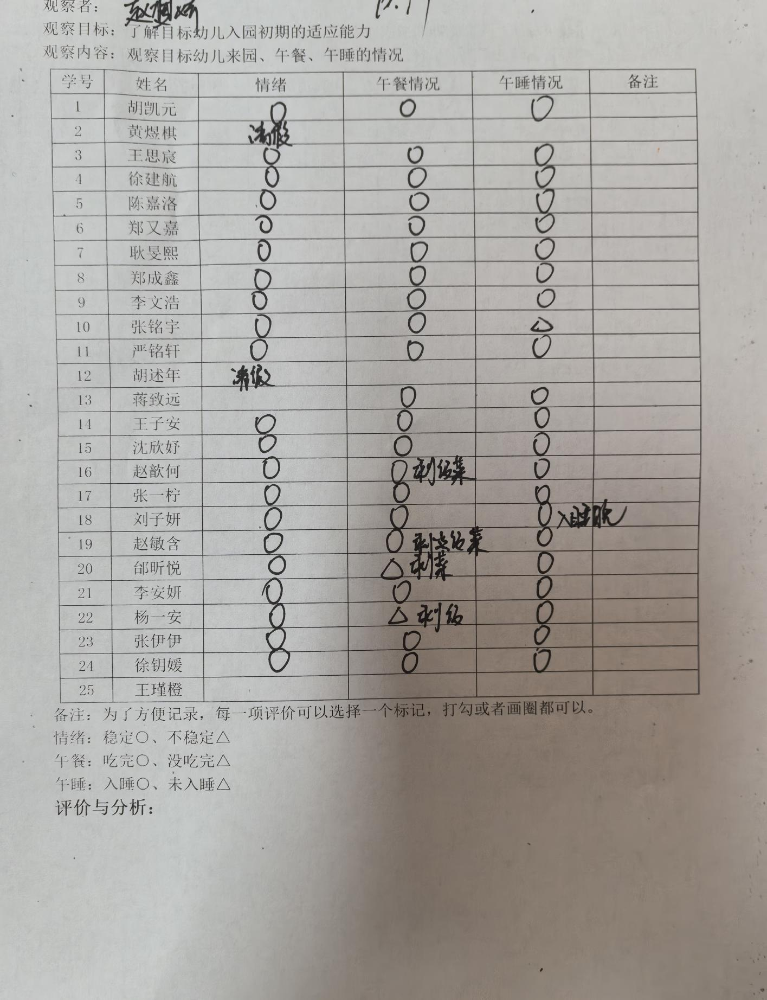 观察者：
观察目标：了解目标幼儿入园初期的适应能力
观察内容：观察目标幼儿来园、午餐、午睡的情况
学号 姓名 情绪 午餐情况 午睡情况 备注
1 胡凯元 ○ ○ ○
2 黄煜棋 请假
3 王思宸 ○ ○ ○
4 徐建航 ○ ○ ○
5 陈嘉洛 ○ ○ ○
6 郑又嘉 ○ ○ ○
7 耿旻熙 ○ ○ ○
8 郑成鑫 ○ ○ ○
9 李文浩 ○ ○ ○
10 张铭宇 ○ ○ △
11 严铭轩 ○ ○ ○
12 胡述年 请假
13 蒋致远 ○ ○
14 王子安 ○ ○ ○
15 沈欣妤 ○ ○ ○
16 赵歆何 ○ ○ 剩饭菜 ○
17 张一柠 ○ ○ ○
18 刘子妍 ○ ○ ○ 入睡晚
19 赵敏含 ○ ○ 剩点饭菜 ○
20 邰昕悦 ○ △ 剩菜 ○
21 李安妍 ○ ○ ○
22 杨一安 ○ △ 剩饭 ○
23 张伊伊 ○ ○ ○
24 徐钥媛 ○ ○ ○
25 王瑾橙
备注：为了方便记录，每一项评价可以选择一个标记，打勾或者画圈都可以。
情绪：稳定○、不稳定△
午餐：吃完○、没吃完△
午睡：入睡○、未入睡△
评价与分析：